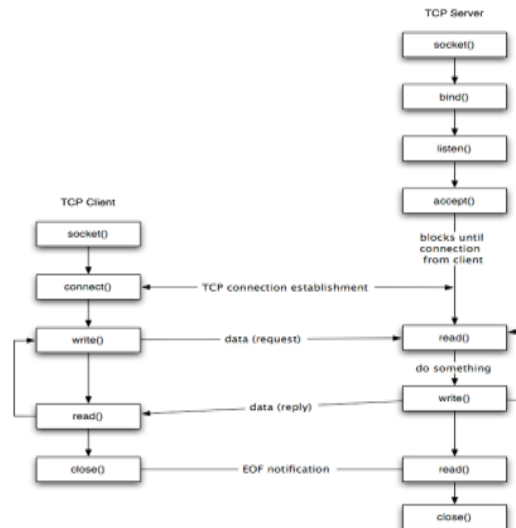 TCP Server
socket()
bind()
listen()
accept()
blocks until
connection
from client
TCP Client
socket()
connect()
TCP connection establishment
write()
data (request)
read()
do something
write()
data (reply)
read()
close()
EOF notification
read()
close()